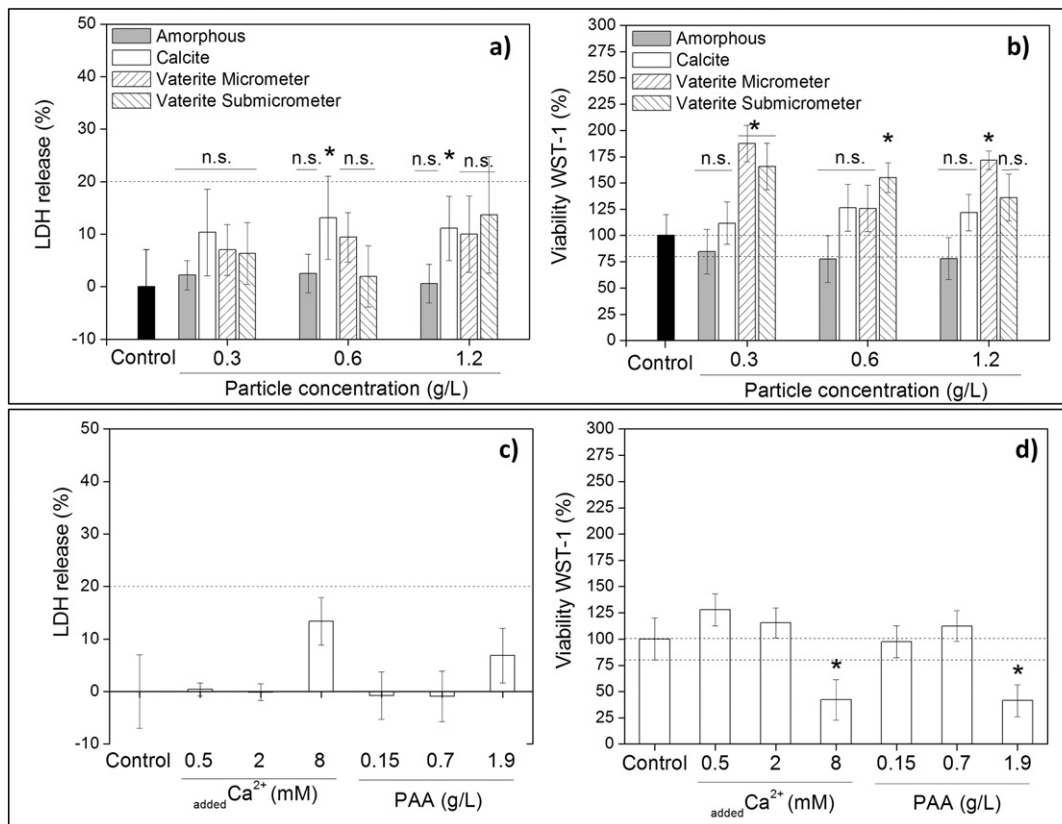 a)
LDH release (%)
50
40
30
20
10
0
-10
Amorphous
Calcite
Vaterite Micrometer
Vaterite Submicrometer
n.s.
n.s. * n.s.
n.s. * n.s.
Control 0.3 0.6 1.2
Particle concentration (g/L)
b)
Viability WST-1 (%)
300
275
250
225
200
175
150
125
100
75
50
25
0
Amorphous
Calcite
Vaterite Micrometer
Vaterite Submicrometer
n.s. *
n.s. *
n.s. * n.s.
Control 0.3 0.6 1.2
Particle concentration (g/L)
c)
LDH release (%)
50
40
30
20
10
0
-10
Control 0.5 2 8 0.15 0.7 1.9
addedCa²⁺ (mM) PAA (g/L)
d)
Viability WST-1 (%)
300
275
250
225
200
175
150
125
100
75
50
25
0
* *
Control 0.5 2 8 0.15 0.7 1.9
addedCa²⁺ (mM) PAA (g/L)